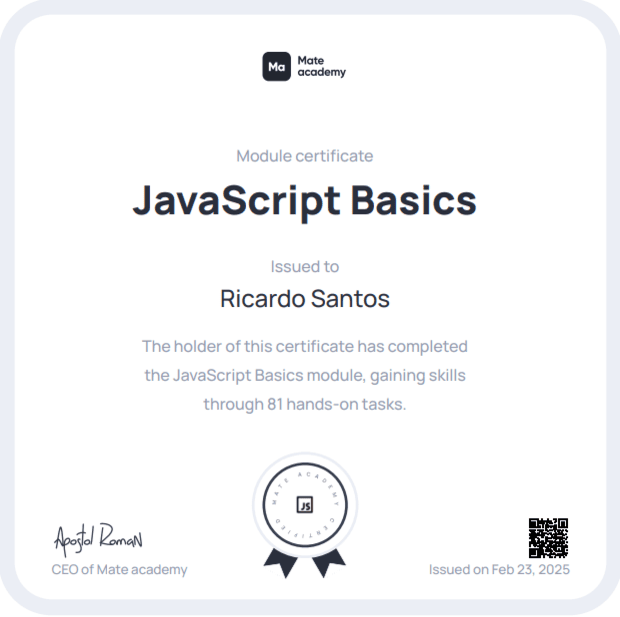 Ma
Mate
academy
Module certificate
JavaScript Basics
Issued to
Ricardo Santos
The holder of this certificate has completed
the JavaScript Basics module, gaining skills
through 81 hands-on tasks.
MATE ACADEMY
JS
CERTIFIED
Apostol Roman
CEO of Mate academy
Issued on Feb 23, 2025